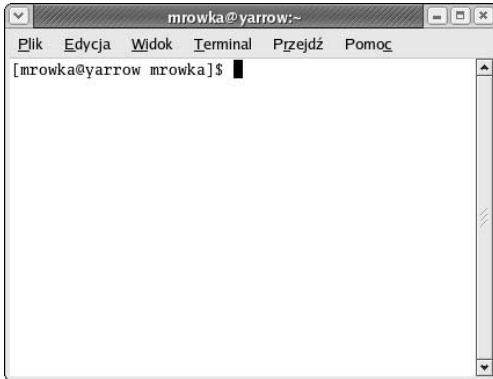 mrowka@yarrow:~
Plik Edycja Widok Terminal Przejdź Pomoc
[mrowka@yarrow mrowka]$